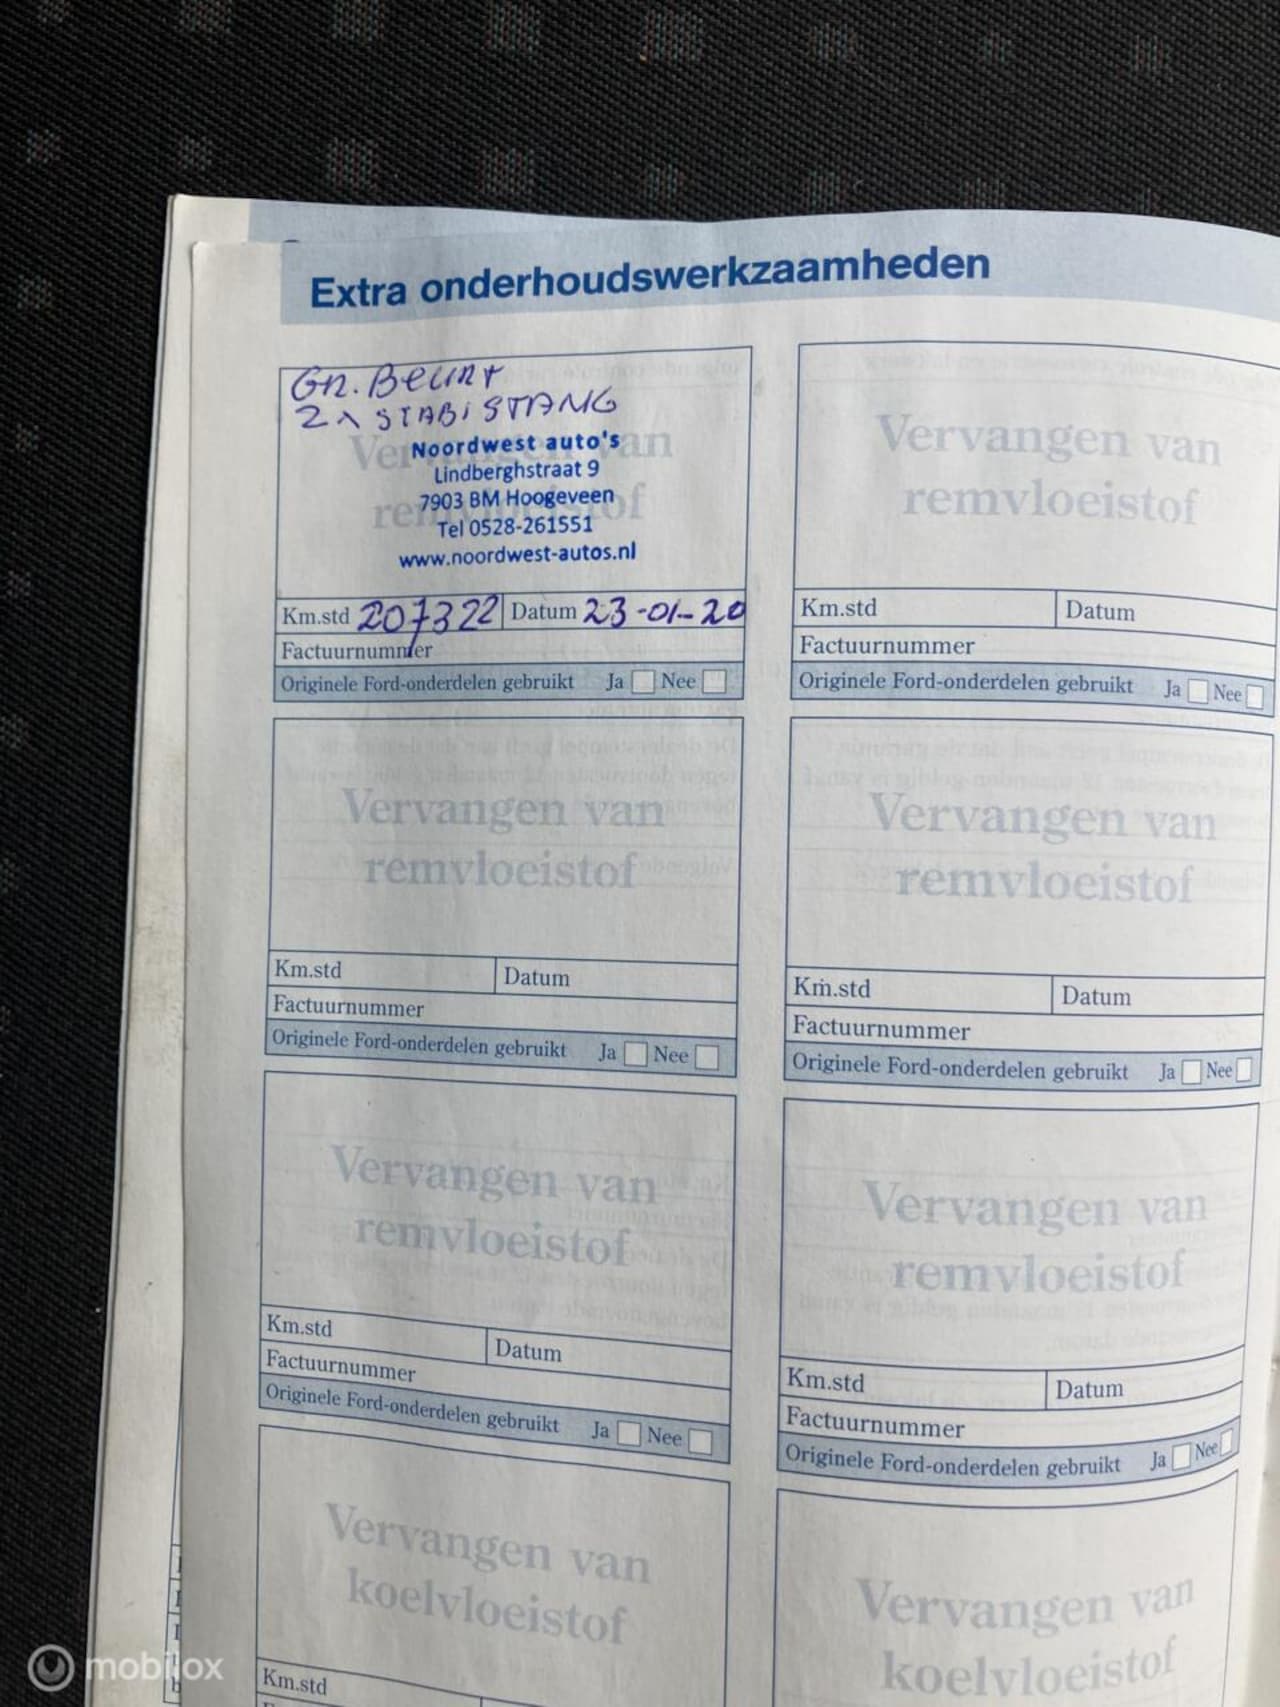 Extra onderhoudswerkzaamheden
Gr. Beurt
2x STABiSTANG
Vervangen van
remvloeistof
Noordwest auto's
Lindberghstraat 9
7903 BM Hoogeveen
Tel 0528-261551
www.noordwest-autos.nl
Km.std 207322 Datum 23-01-20
Factuurnummer
Originele Ford-onderdelen gebruikt Ja Nee
Vervangen van
remvloeistof
Km.std Datum
Factuurnummer
Originele Ford-onderdelen gebruikt Ja Nee
Vervangen van
remvloeistof
Km.std Datum
Factuurnummer
Originele Ford-onderdelen gebruikt Ja Nee
Vervangen van
remvloeistof
Km.std Datum
Factuurnummer
Originele Ford-onderdelen gebruikt Ja Nee
Vervangen van
remvloeistof
Km.std Datum
Factuurnummer
Originele Ford-onderdelen gebruikt Ja Nee
Vervangen van
remvloeistof
Km.std Datum
Factuurnummer
Originele Ford-onderdelen gebruikt Ja Nee
Vervangen van
koelvloeistof
Km.std
Vervangen van
koelvloeistof
mobilox